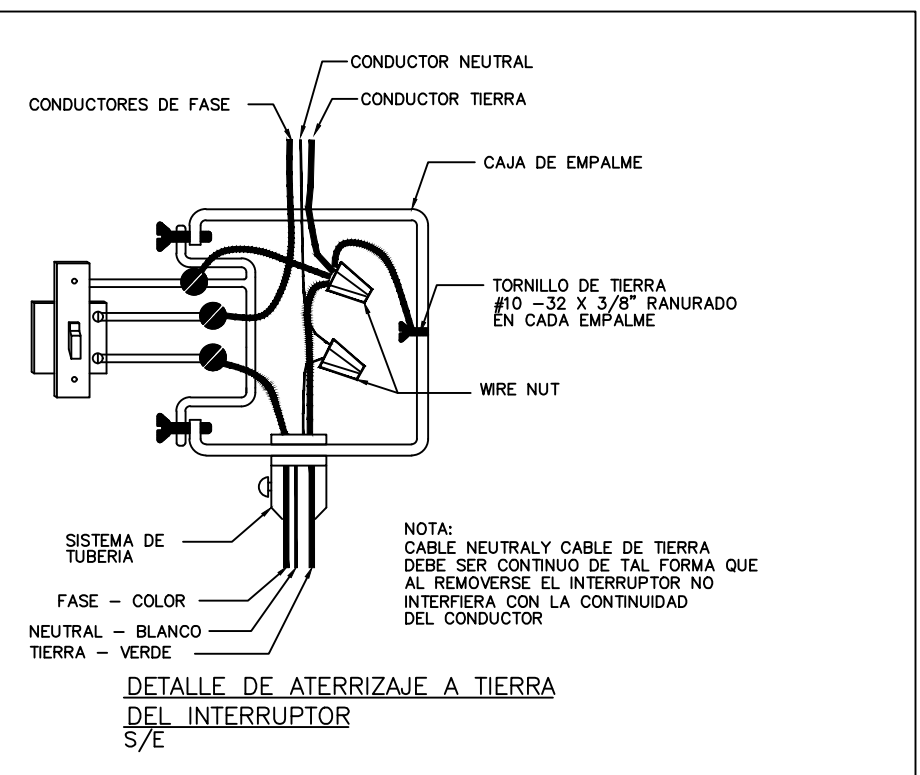 CONDUCTOR NEUTRAL
CONDUCTORES DE FASE
CONDUCTOR TIERRA
CAJA DE EMPALME
TORNILLO DE TIERRA
#10 -32 X 3/8" RANURADO
EN CADA EMPALME
WIRE NUT
SISTEMA DE
TUBERIA
NOTA:
CABLE NEUTRALY CABLE DE TIERRA
DEBE SER CONTINUO DE TAL FORMA QUE
AL REMOVERSE EL INTERRUPTOR NO
INTERFIERA CON LA CONTINUIDAD
DEL CONDUCTOR
FASE - COLOR
NEUTRAL - BLANCO
TIERRA - VERDE
DETALLE DE ATERRIZAJE A TIERRA
DEL INTERRUPTOR
S/E